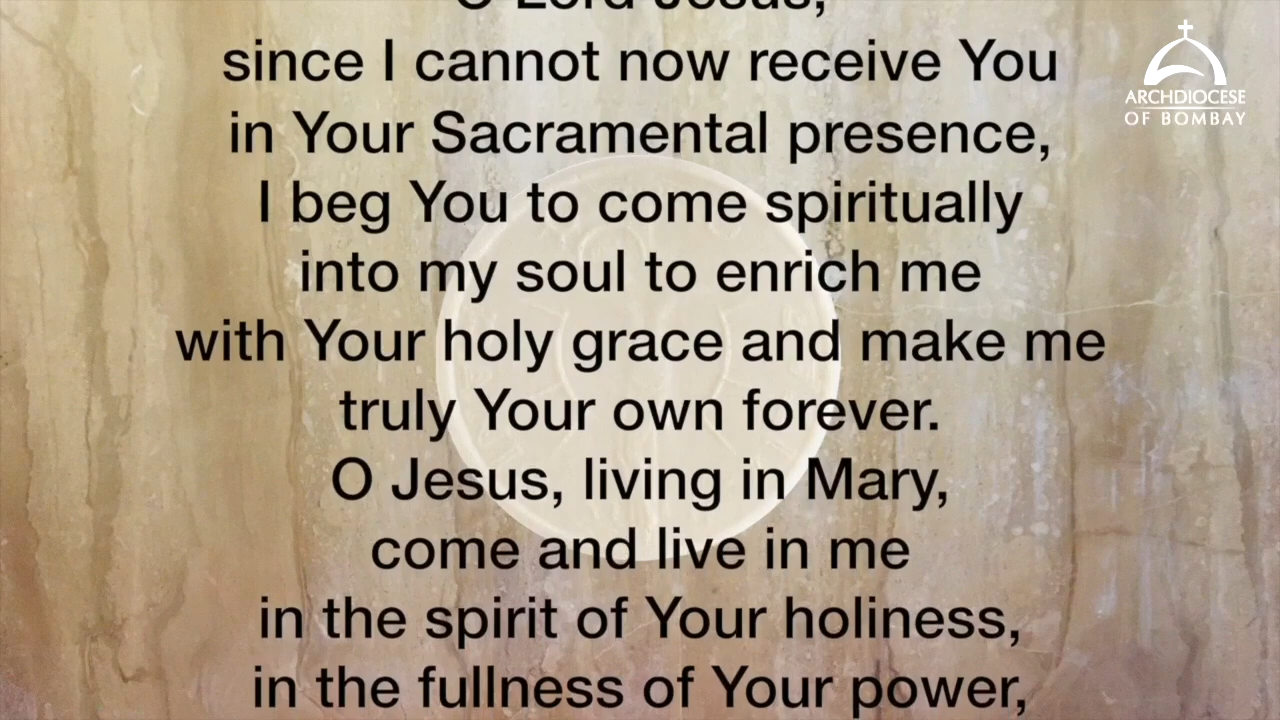 O Lord Jesus,
since I cannot now receive You
in Your Sacramental presence,
I beg You to come spiritually
into my soul to enrich me
with Your holy grace and make me
truly Your own forever.
O Jesus, living in Mary,
come and live in me
in the spirit of Your holiness,
in the fullness of Your power,
ARCHDIOCESE
OF BOMBAY